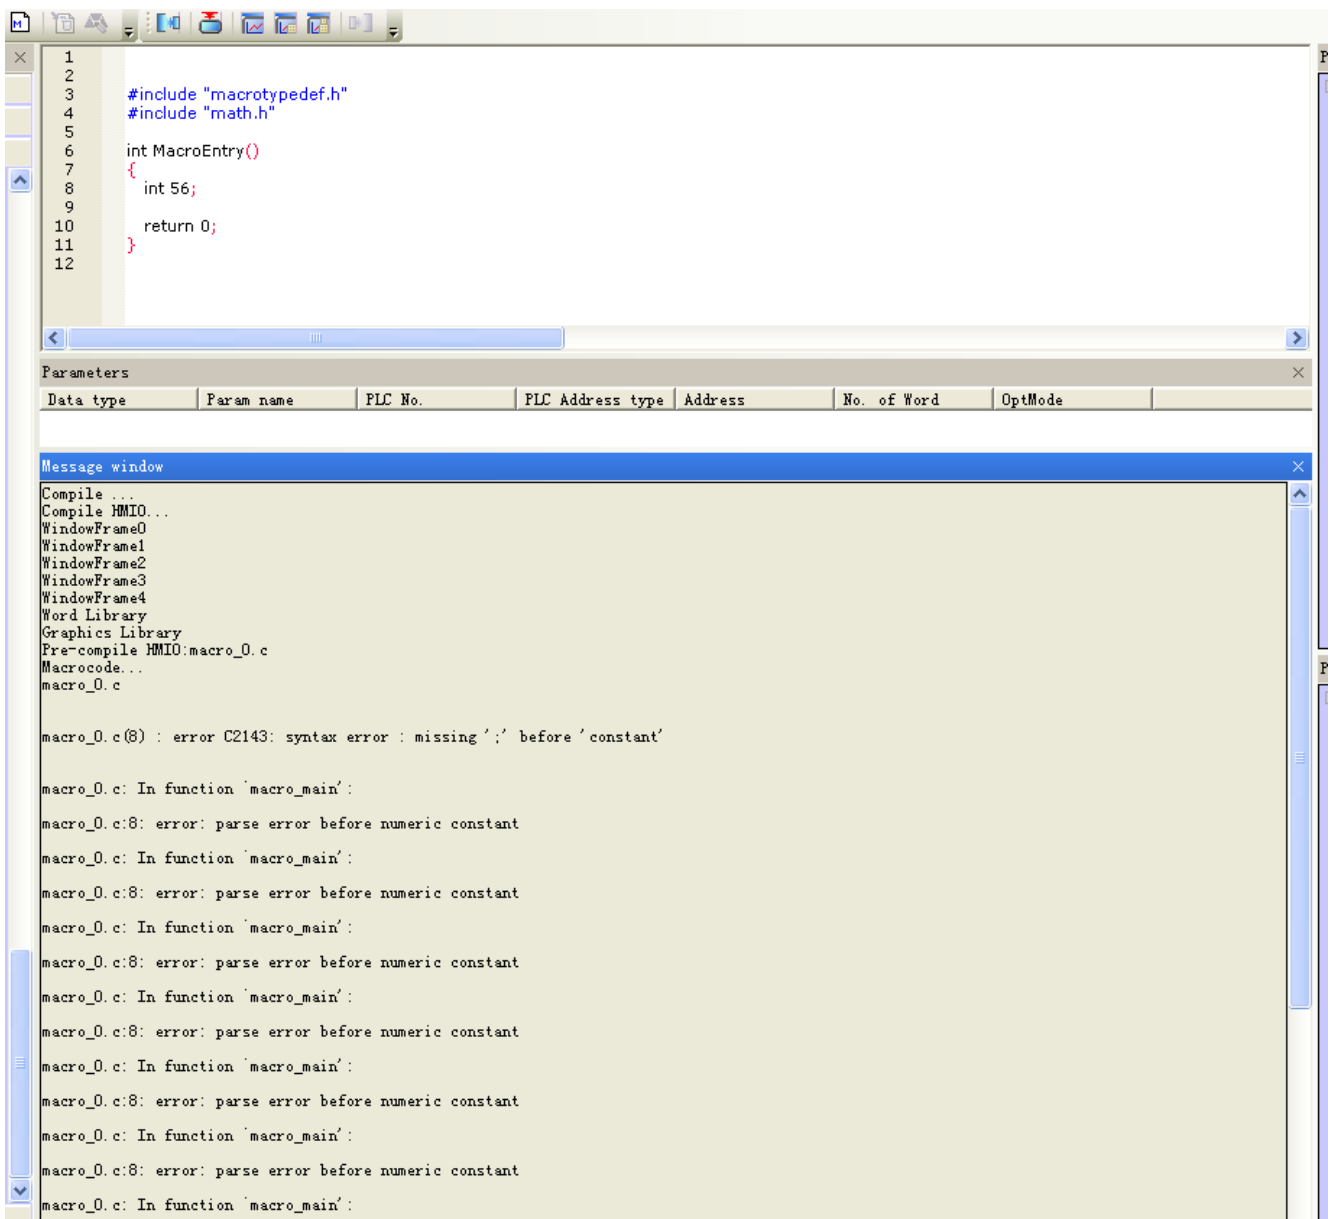 1
2
3 #include "macrotypedef.h"
4 #include "math.h"
5
6 int MacroEntry()
7 {
8 int 56;
9
10 return 0;
11 }
12
Parameters
Data type Param name PLC No. PLC Address type Address No. of Word OptMode
Message window
Compile ...
Compile HMI0...
WindowFrame0
WindowFrame1
WindowFrame2
WindowFrame3
WindowFrame4
Word Library
Graphics Library
Pre-compile HMI0:macro_0.c
Macrocode...
macro_0.c
macro_0.c(8) : error C2143: syntax error : missing ';' before 'constant'
macro_0.c: In function `macro_main':
macro_0.c:8: error: parse error before numeric constant
macro_0.c: In function `macro_main':
macro_0.c:8: error: parse error before numeric constant
macro_0.c: In function `macro_main':
macro_0.c:8: error: parse error before numeric constant
macro_0.c: In function `macro_main':
macro_0.c:8: error: parse error before numeric constant
macro_0.c: In function `macro_main':
macro_0.c:8: error: parse error before numeric constant
macro_0.c: In function `macro_main':
macro_0.c:8: error: parse error before numeric constant
macro_0.c: In function `macro_main':